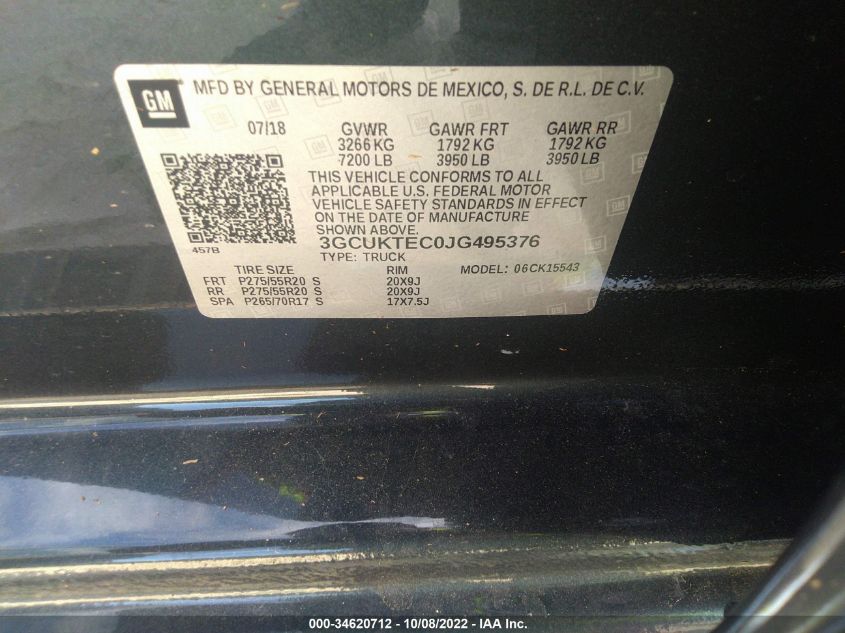 GM
MFD BY GENERAL MOTORS DE MEXICO, S. DE R.L. DE C.V.
07/18 GVWR GAWR FRT GAWR RR
3266 KG 1792 KG 1792 KG
7200 LB 3950 LB 3950 LB
THIS VEHICLE CONFORMS TO ALL
APPLICABLE U.S. FEDERAL MOTOR
VEHICLE SAFETY STANDARDS IN EFFECT
ON THE DATE OF MANUFACTURE
SHOWN ABOVE.
457B
3GCUKTEC0JG495376
TYPE: TRUCK
TIRE SIZE RIM MODEL: 06CK15543
FRT P275/55R20 S 20X9J
RR P275/55R20 S 20X9J
SPA P265/70R17 S 17X7.5J
000-34620712 - 10/08/2022 - IAA Inc.